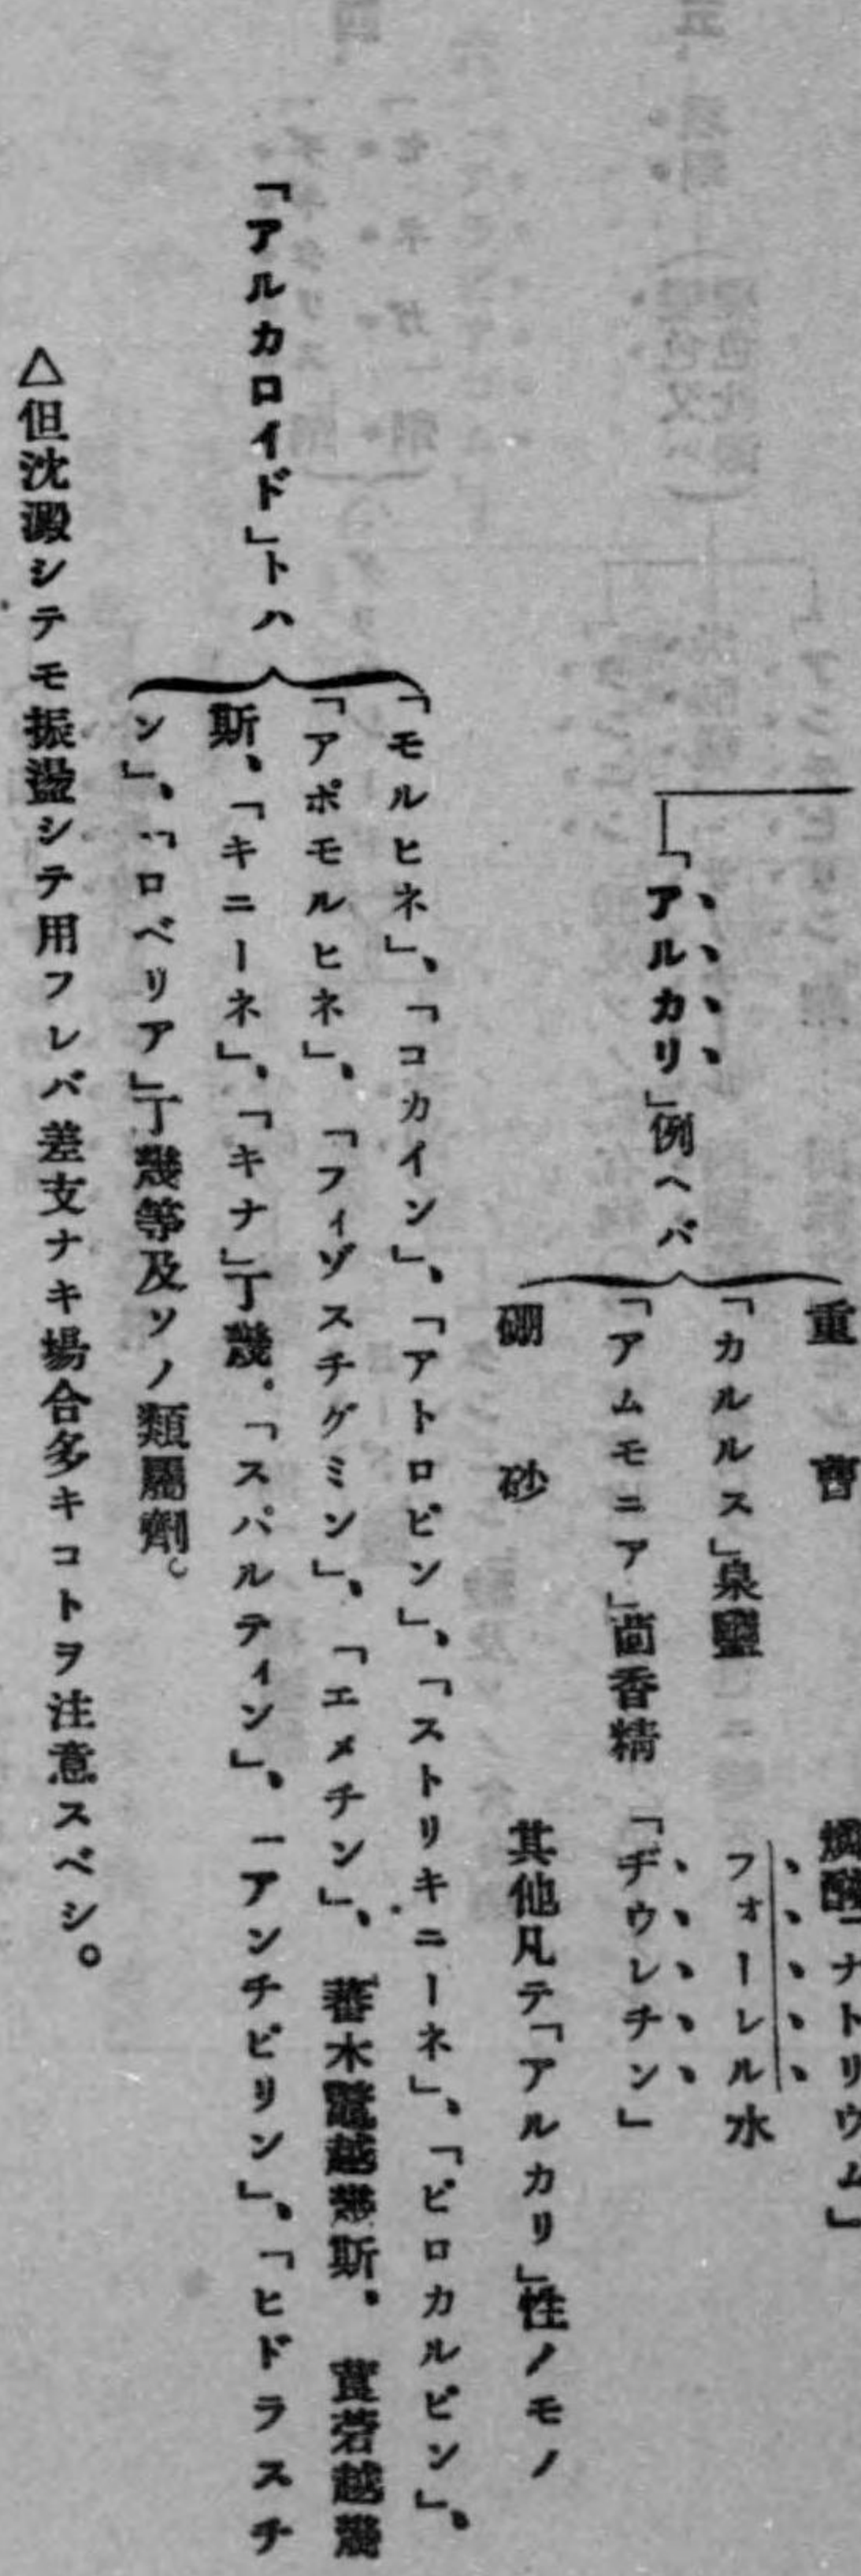 重曹
燐酸「ナトリウム」
「カルルス」泉鹽
フォーレル水
「アルカリ」例ヘバ
「アムモニア」茴香精
「ヂウレチン」
硼砂
其他凡テ「アルカリ」性ノモノ
「モルヒネ」、「コカイン」、「アトロピン」、「ストリキニーネ」、「ピロカルピン」、
「アポモルヒネ」、「フィゾスチグミン」、「エメチン」、蕃木鼈越幾斯、莨菪越幾
「アルカロイド」トハ
斯、「キニーネ」、「キナ」丁幾、「スパルティン」、「アンチピリン」、「ヒドラスチ
ン」、「ロベリア」丁幾等及ソノ類屬劑。
△但沈澱シテモ振盪シテ用フレバ差支ナキ場合多キコトヲ注意スベシ。